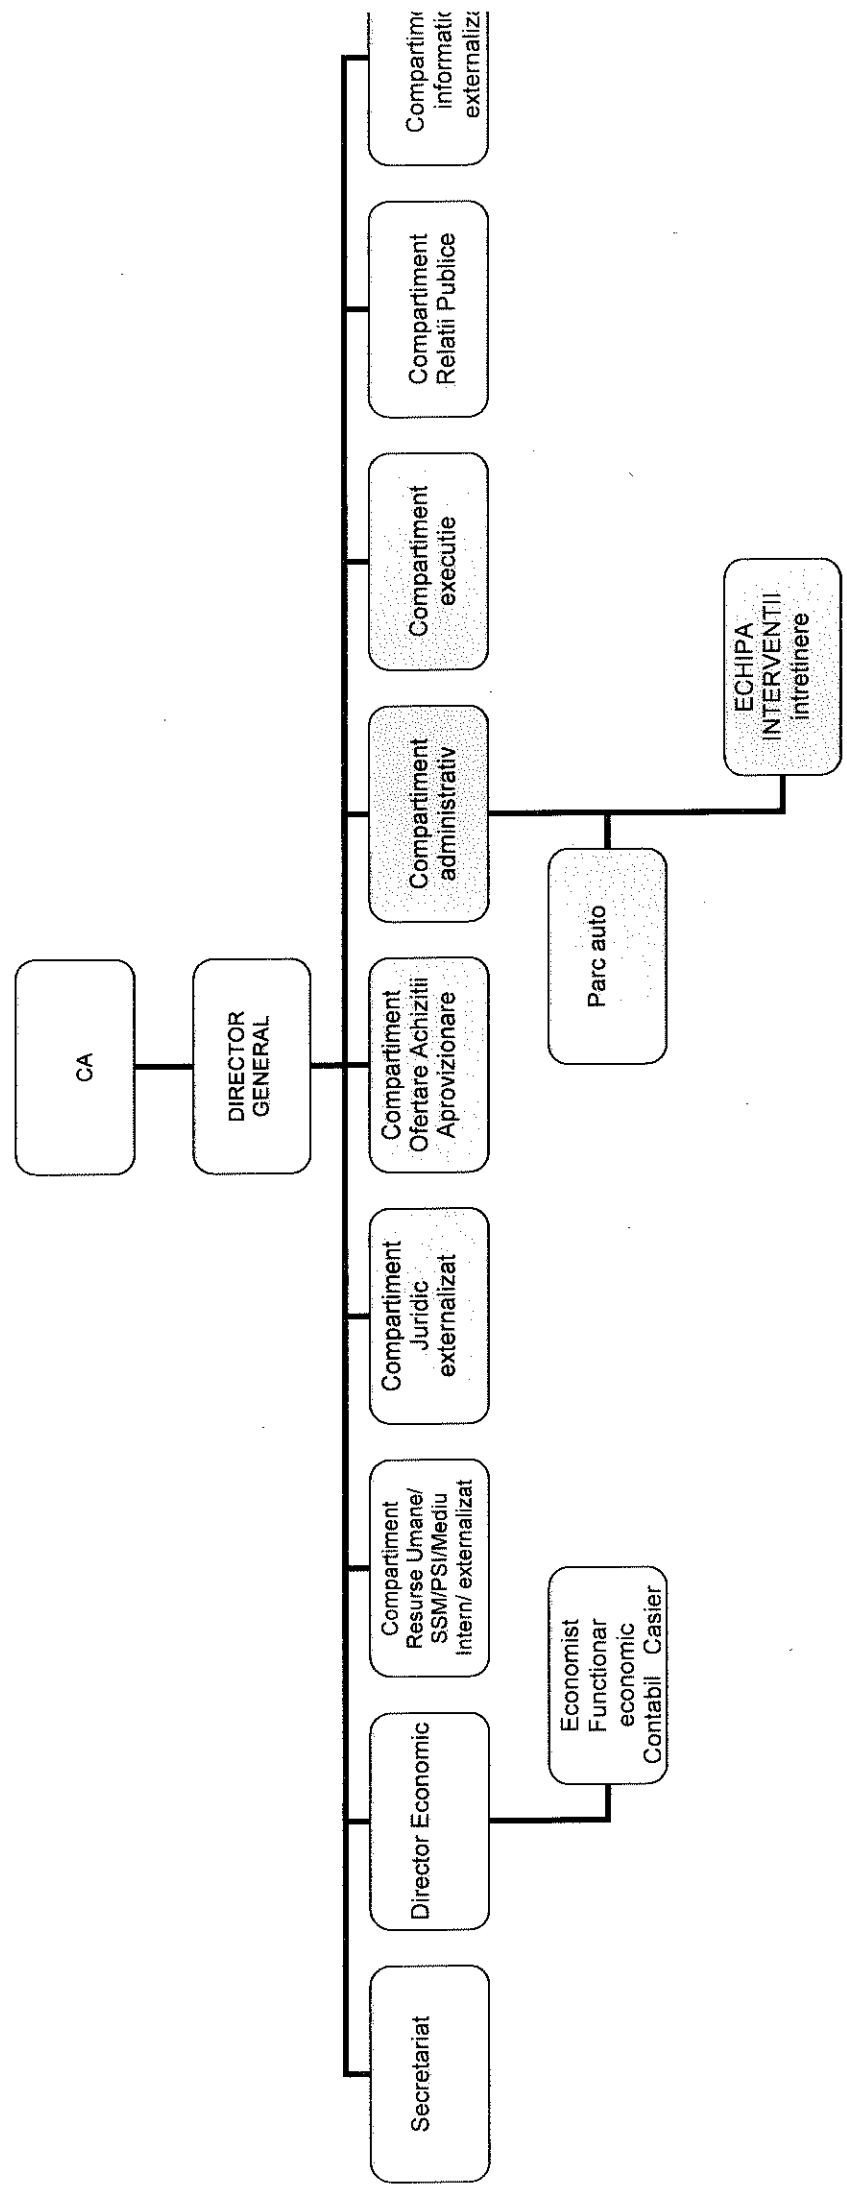 CA
DIRECTOR
GENERAL
Secretariat
Director Economic
Compartiment
Resurse Umane/
SSM/PSI/Mediu
Intern/ externalizat
Compartiment
Juridic
externalizat
Compartiment
Ofertare Achizitii
Aprovizionare
Compartiment
administrativ
Compartiment
executie
Compartiment
Relatii Publice
Economist
Functionar
economic
Contabil Casier
Parc auto
ECHIPA
INTERVENTII
intretinere